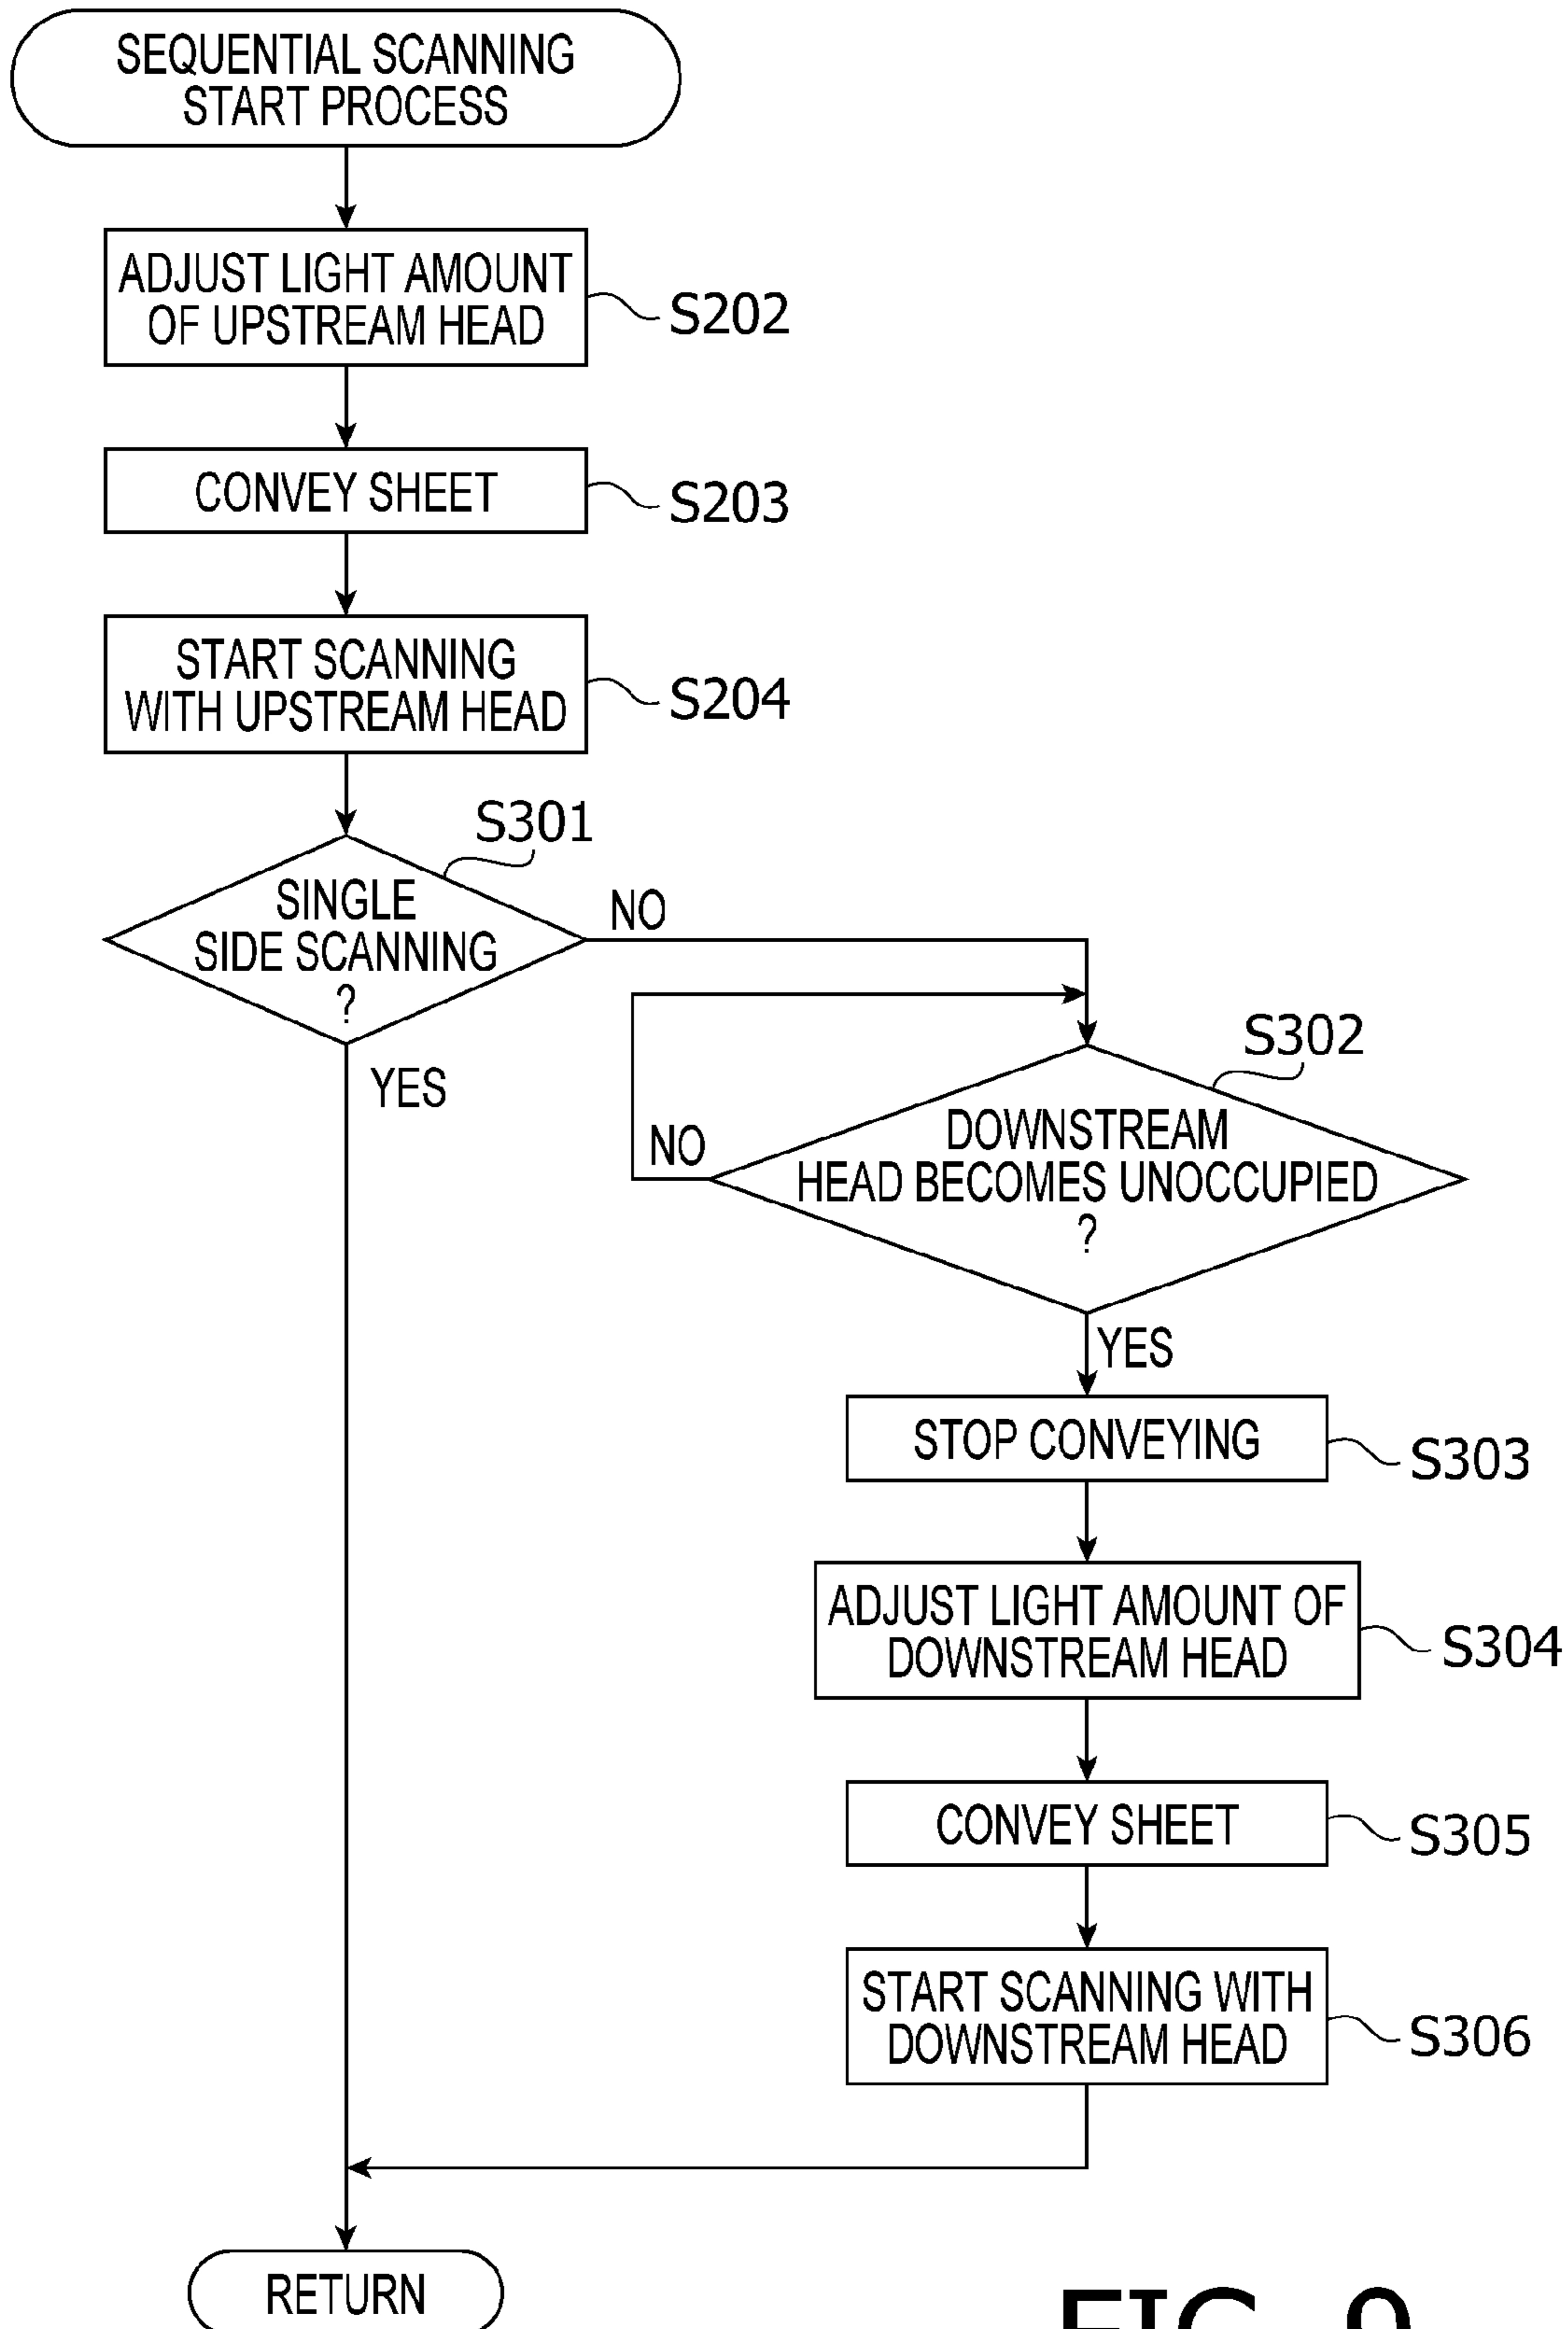 SEQUENTIAL SCANNING
START PROCESS
ADJUST LIGHT AMOUNT
OF UPSTREAM HEAD
S202
CONVEY SHEET
S203
START SCANNING
WITH UPSTREAM HEAD
S204
S301
SINGLE
SIDE SCANNING
?
NO
YES
S302
DOWNSTREAM
HEAD BECOMES UNOCCUPIED
?
NO
YES
STOP CONVEYING
S303
ADJUST LIGHT AMOUNT OF
DOWNSTREAM HEAD
S304
CONVEY SHEET
S305
START SCANNING WITH
DOWNSTREAM HEAD
S306
RETURN